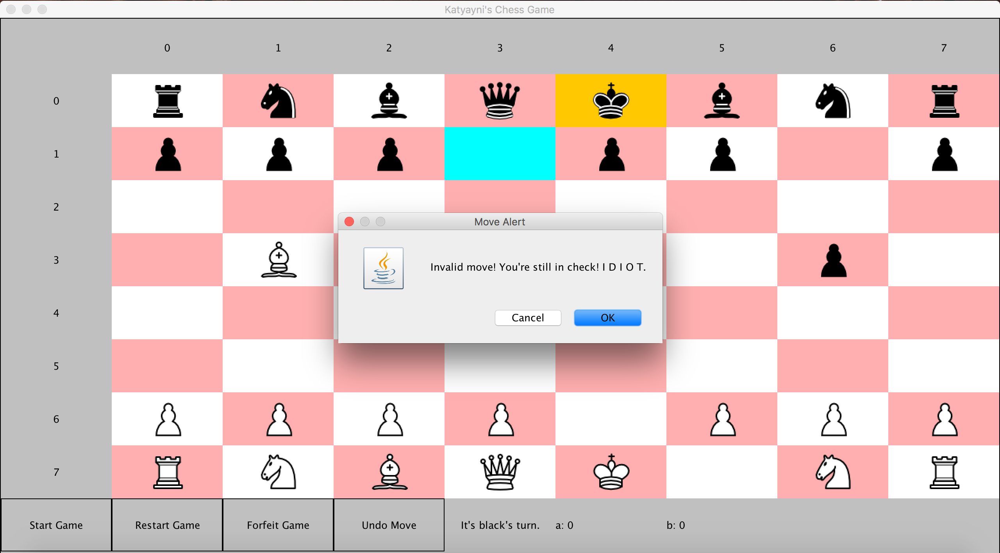 Katyayni's Chess Game
0 1 2 3 4 5 6 7
0
1
2
Move Alert
3
Invalid move! You're still in check! I D I O T.
4
Cancel OK
5
6
7
Start Game Restart Game Forfeit Game Undo Move It's black's turn. a: 0 b: 0